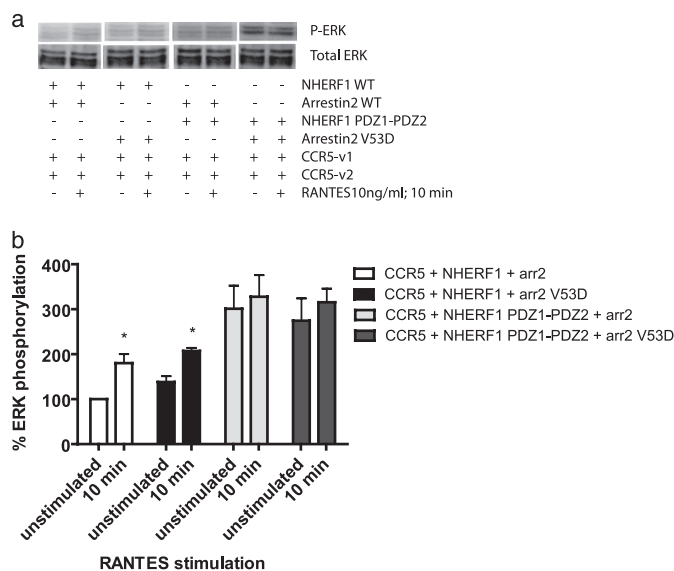 a
P-ERK
Total ERK
+ + + + - - - - NHERF1 WT
+ + - - + + - - Arrestin2 WT
- - - - + + + + NHERF1 PDZ1-PDZ2
- - + + - - + + Arrestin2 V53D
+ + + + + + + + CCR5-v1
+ + + + + + + + CCR5-v2
- + - + - + - + RANTES10ng/ml; 10 min
b
% ERK phosphorylation
400
300
200
100
0
* *
unstimulated 10 min unstimulated 10 min unstimulated 10 min unstimulated 10 min
RANTES stimulation
CCR5 + NHERF1 + arr2
CCR5 + NHERF1 + arr2 V53D
CCR5 + NHERF1 PDZ1-PDZ2 + arr2
CCR5 + NHERF1 PDZ1-PDZ2 + arr2 V53D